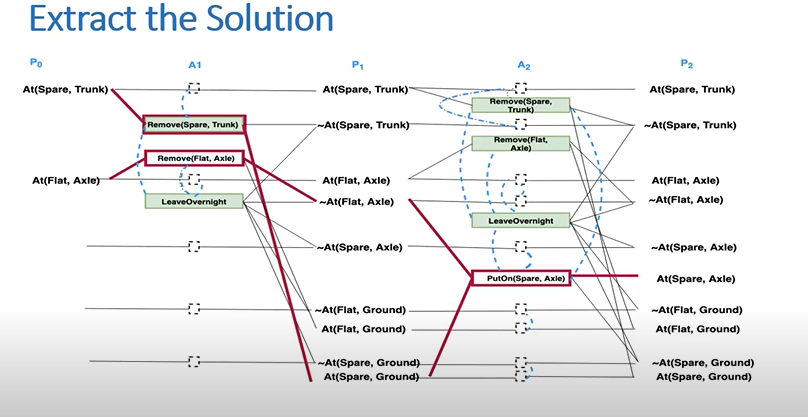 Extract the Solution
P0 A1 P1 A2 P2
At(Spare, Trunk) At(Spare, Trunk) At(Spare, Trunk)
Remove(Spare,
Trunk)
Remove(Spare, Trunk) ~At(Spare, Trunk) ~At(Spare, Trunk)
Remove(Flat,
Axle)
Remove(Flat, Axle)
At(Flat, Axle) At(Flat, Axle) At(Flat, Axle)
LeaveOvernight ~At(Flat, Axle) ~At(Flat, Axle)
LeaveOvernight
~At(Spare, Axle) ~At(Spare, Axle)
PutOn(Spare, Axle) At(Spare, Axle)
~At(Flat, Ground) ~At(Flat, Ground)
At(Flat, Ground) At(Flat, Ground)
~At(Spare, Ground) ~At(Spare, Ground)
At(Spare, Ground) At(Spare, Ground)